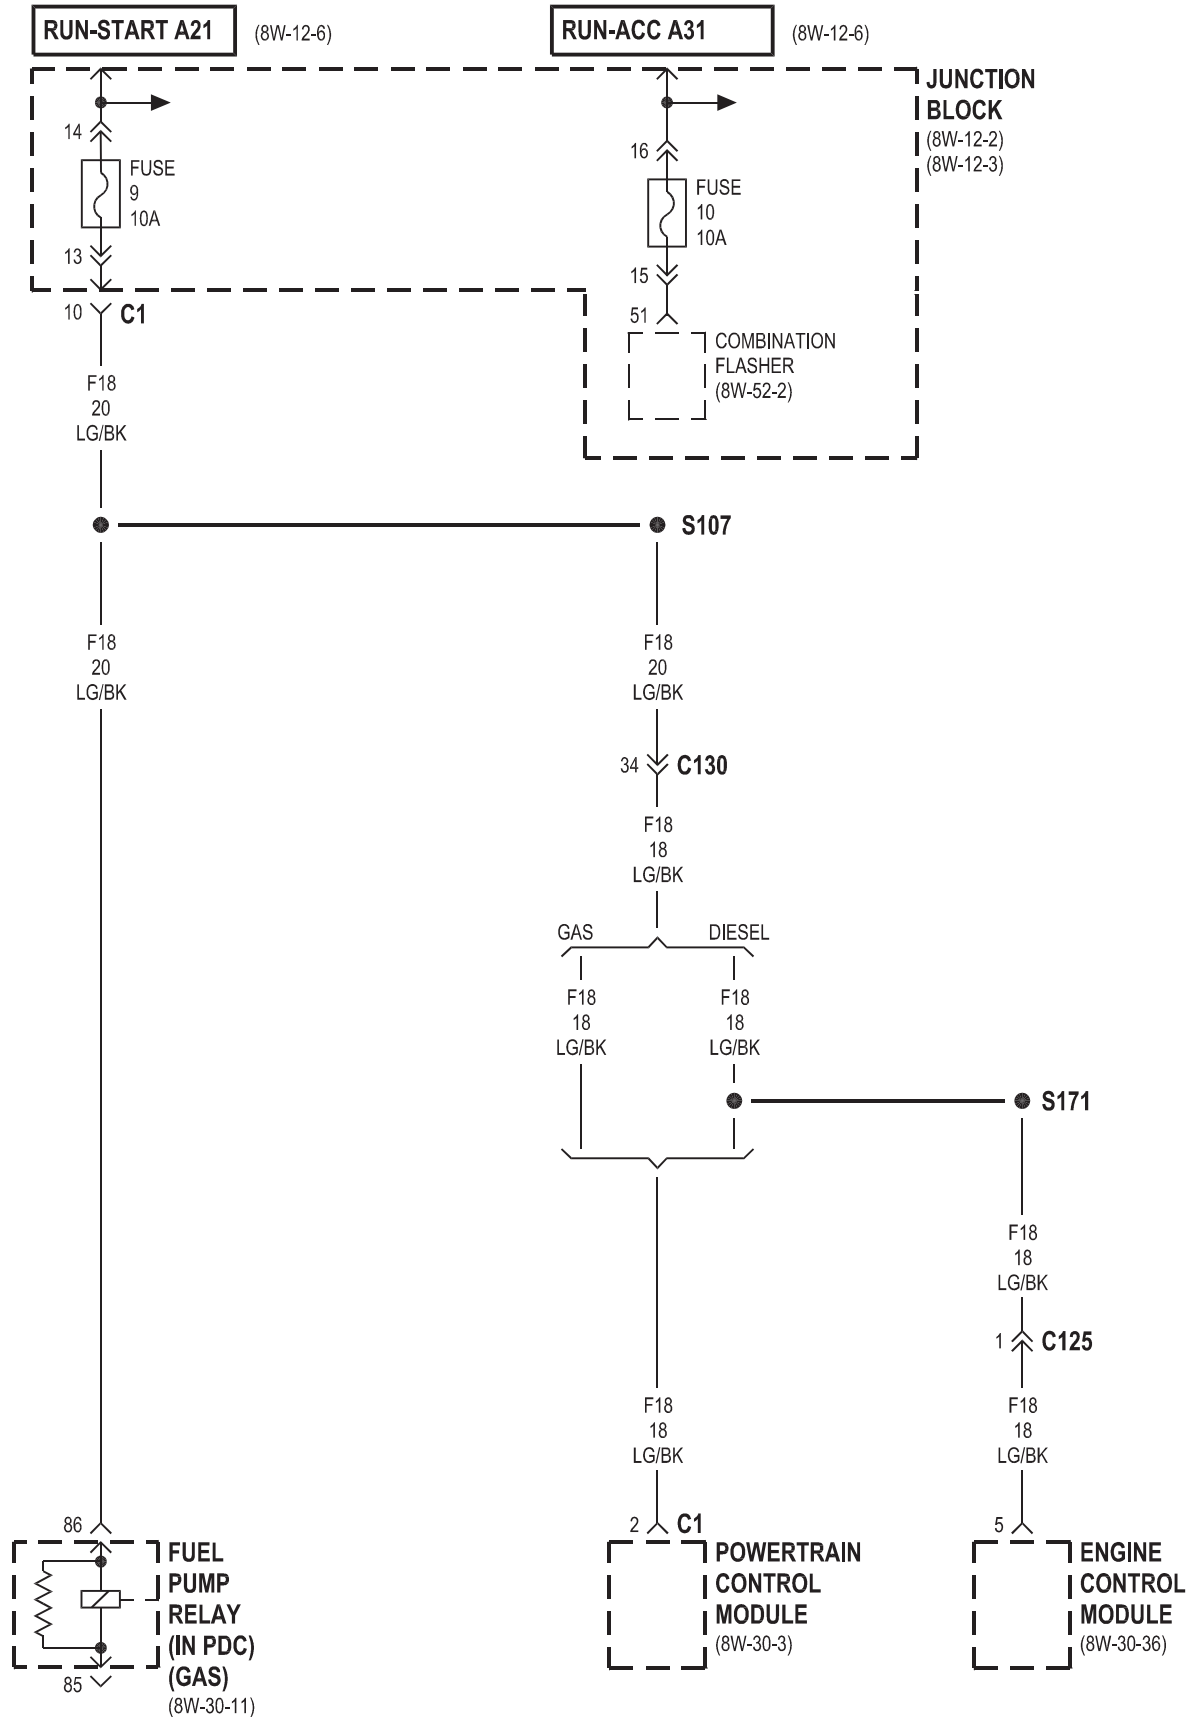 RUN-START A21
(8W-12-6)
RUN-ACC A31
(8W-12-6)
JUNCTION
BLOCK
(8W-12-2)
(8W-12-3)
14
FUSE
9
10A
13
16
FUSE
10
10A
15
10
C1
51
COMBINATION
FLASHER
(8W-52-2)
F18
20
LG/BK
S107
F18
20
LG/BK
F18
20
LG/BK
34
C130
F18
18
LG/BK
GAS
DIESEL
F18
18
LG/BK
F18
18
LG/BK
S171
F18
18
LG/BK
1
C125
F18
18
LG/BK
F18
18
LG/BK
86
FUEL
PUMP
RELAY
(IN PDC)
(GAS)
(8W-30-11)
85
2
C1
POWERTRAIN
CONTROL
MODULE
(8W-30-3)
5
ENGINE
CONTROL
MODULE
(8W-30-36)